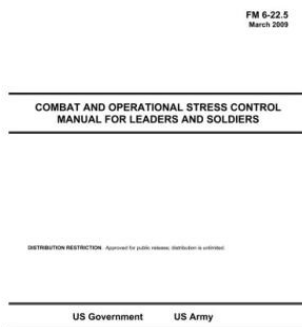 FM 6-22.5
March 2009
COMBAT AND OPERATIONAL STRESS CONTROL
MANUAL FOR LEADERS AND SOLDIERS
DISTRIBUTION RESTRICTION Approved for public release; distribution is unlimited.
US Government US Army